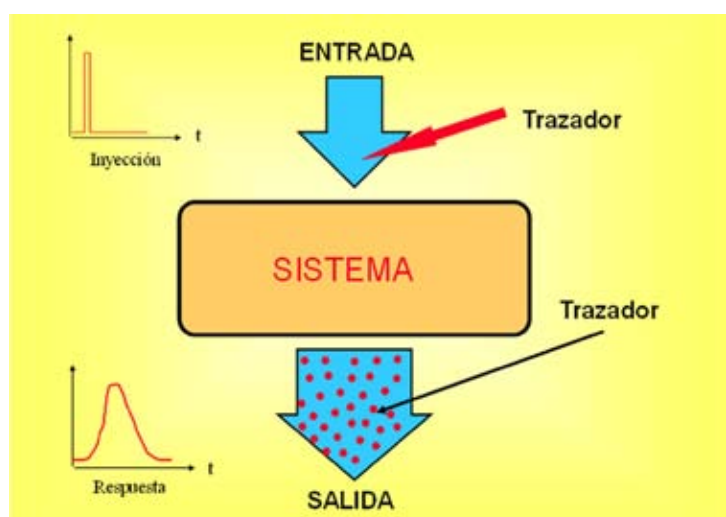 ENTRADA
Trazador
t
Inyección
SISTEMA
Trazador
t
Respuesta
SALIDA